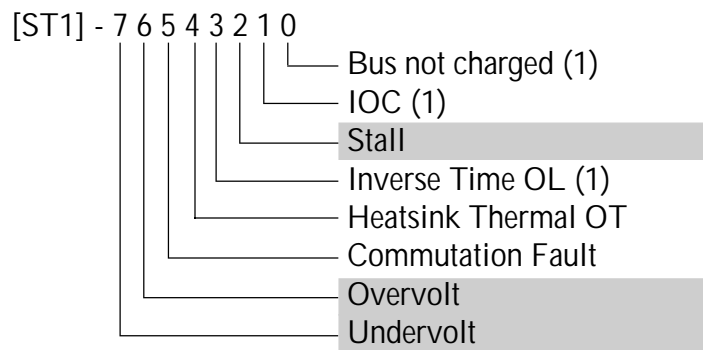 [ST1] - 7 6 5 4 3 2 1 0
Bus not charged (1)
IOC (1)
Stall
Inverse Time OL (1)
Heatsink Thermal OT
Commutation Fault
Overvolt
Undervolt